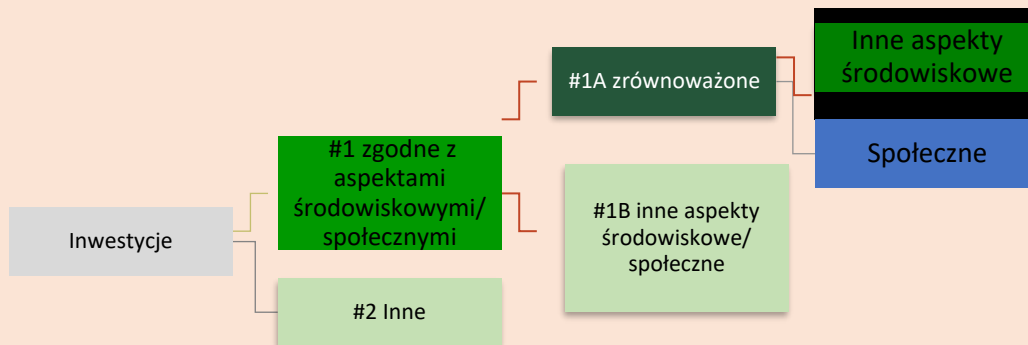 Inwestycje
#1 zgodne z
aspektami
środowiskowymi/
społecznymi
#2 Inne
#1A zrównoważone
#1B inne aspekty
środowiskowe/
społeczne
Inne aspekty
środowiskowe
Społeczne